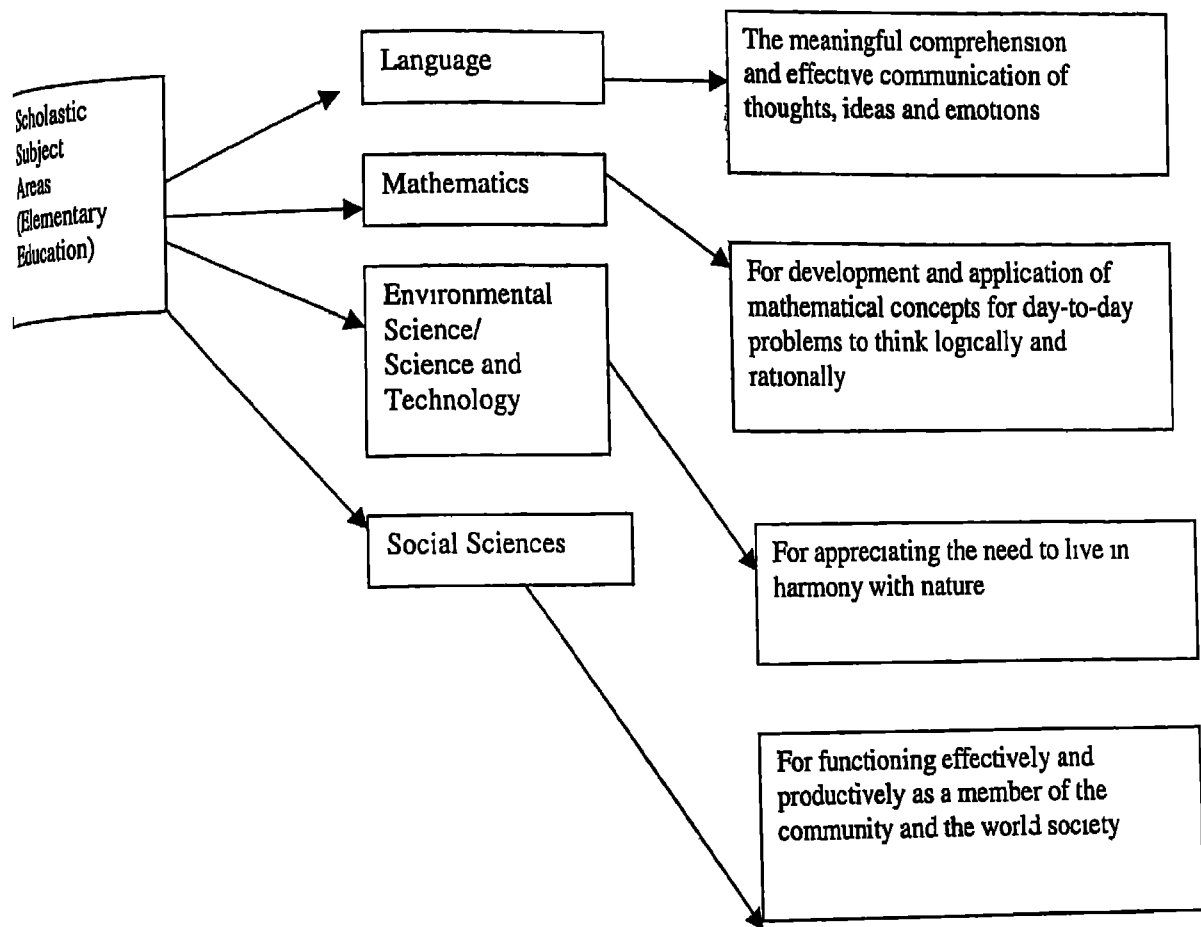 Scholastic
Subject
Areas
(Elementary
Education)
Language
Mathematics
Environmental
Science/
Science and
Technology
Social Sciences
The meaningful comprehension
and effective communication of
thoughts, ideas and emotions
For development and application of
mathematical concepts for day-to-day
problems to think logically and
rationally
For appreciating the need to live in
harmony with nature
For functioning effectively and
productively as a member of the
community and the world society